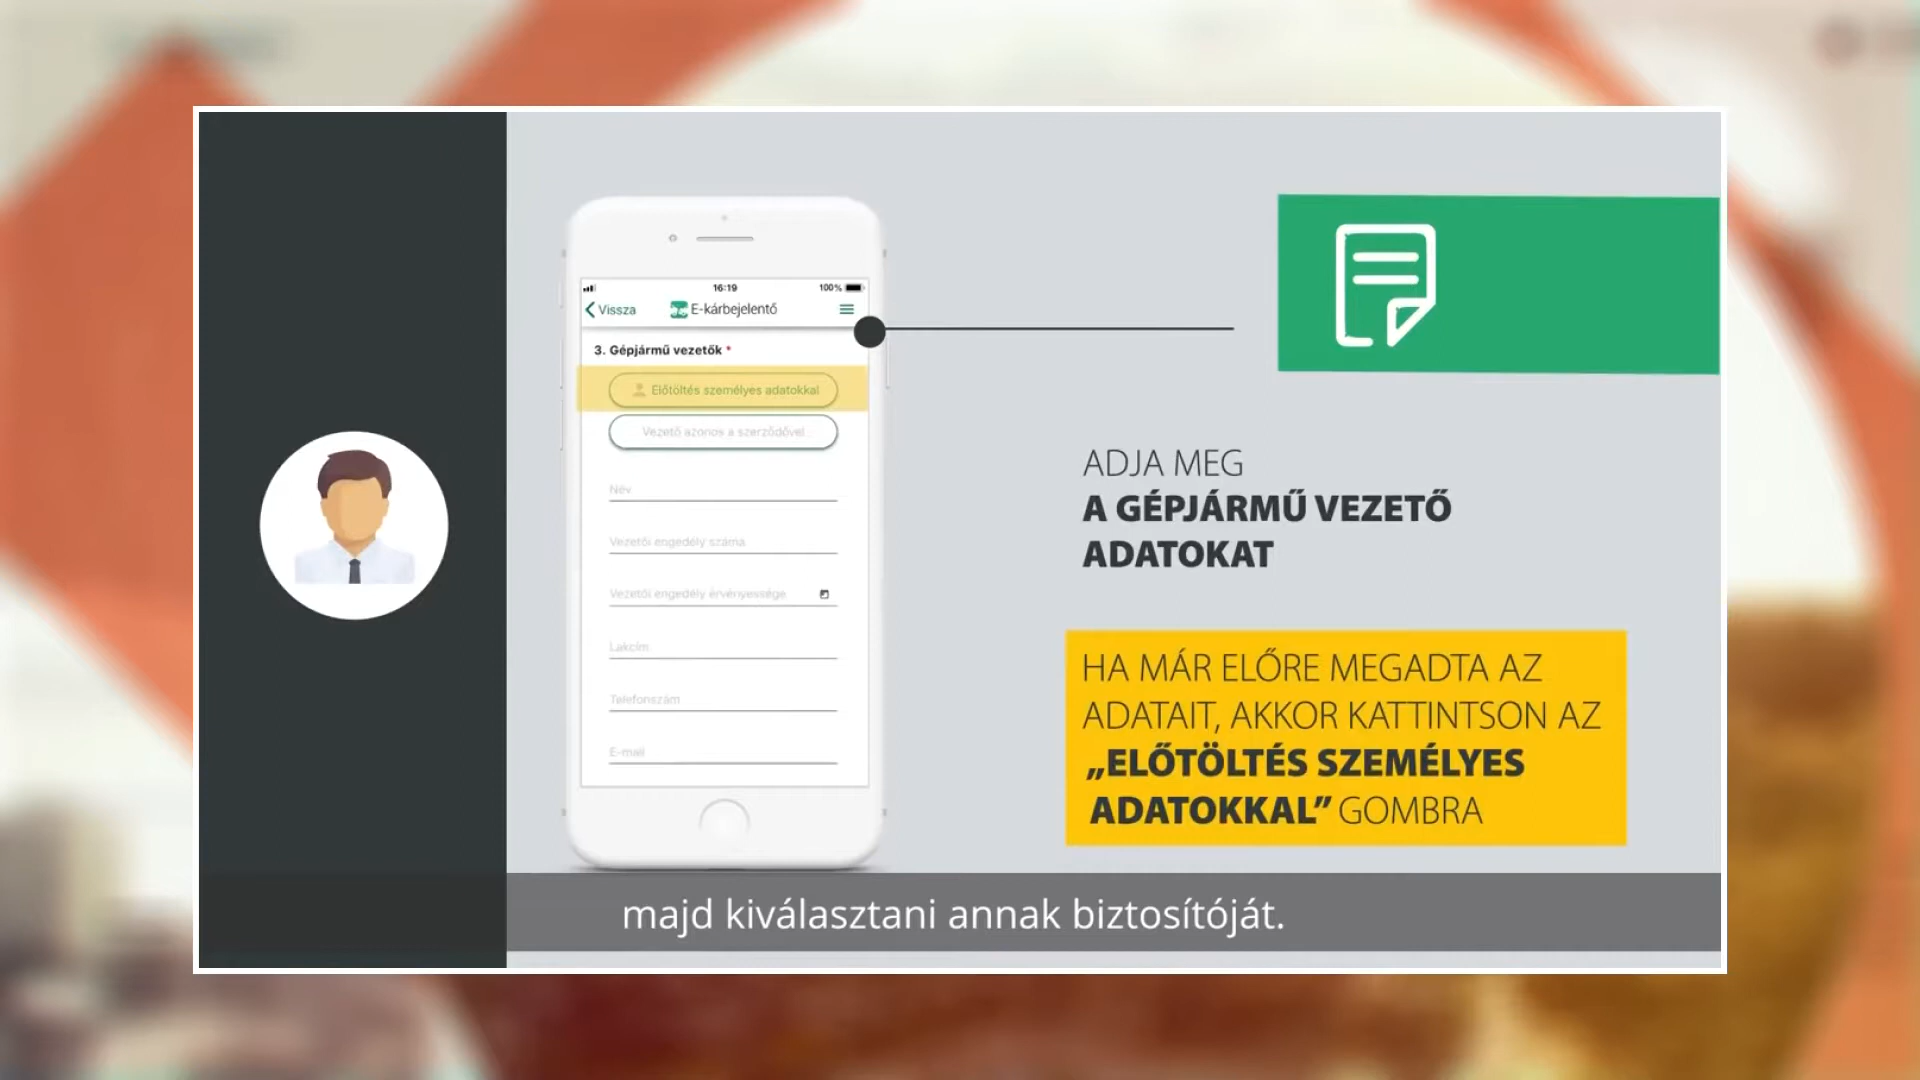 16:19
100%
Vissza
E-kárbejelentő
3. Gépjármű vezetők *
Előtöltés személyes adatokkal
Vezető azonos a szerződővel
Név
Vezetői engedély száma
Vezetői engedély érvényessége
Lakcím
Telefonszám
E-mail
ADJA MEG
A GÉPJÁRMŰ VEZETŐ
ADATOKAT
HA MÁR ELŐRE MEGADTA AZ
ADATAIT, AKKOR KATTINTSON AZ
„ELŐTÖLTÉS SZEMÉLYES
ADATOKKAL” GOMBRA
majd kiválasztani annak biztosítóját.